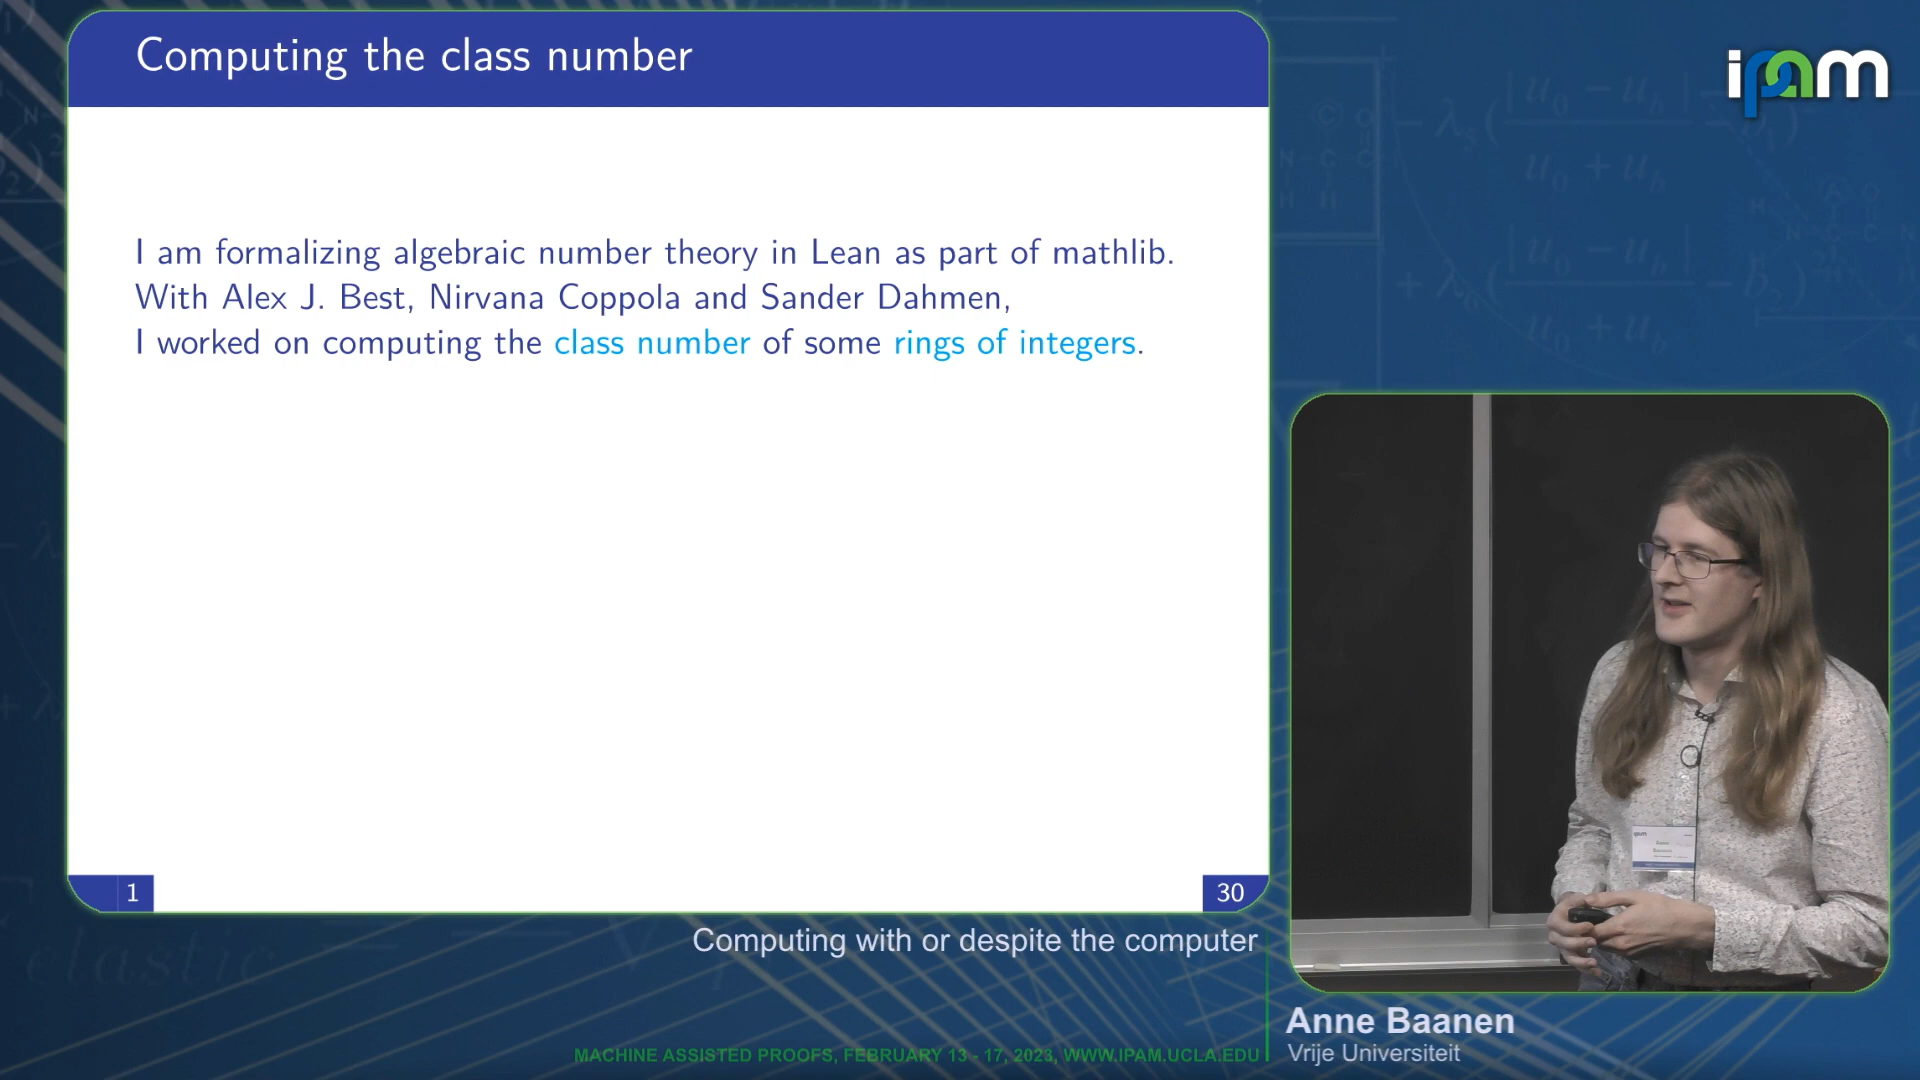 Computing the class number
ipam
I am formalizing algebraic number theory in Lean as part of mathlib.
With Alex J. Best, Nirvana Coppola and Sander Dahmen,
I worked on computing the class number of some rings of integers.
1
30
Computing with or despite the computer
Anne Baanen
Vrije Universiteit
MACHINE ASSISTED PROOFS, FEBRUARY 13 - 17, 2023, WWW.IPAM.UCLA.EDU
elastic